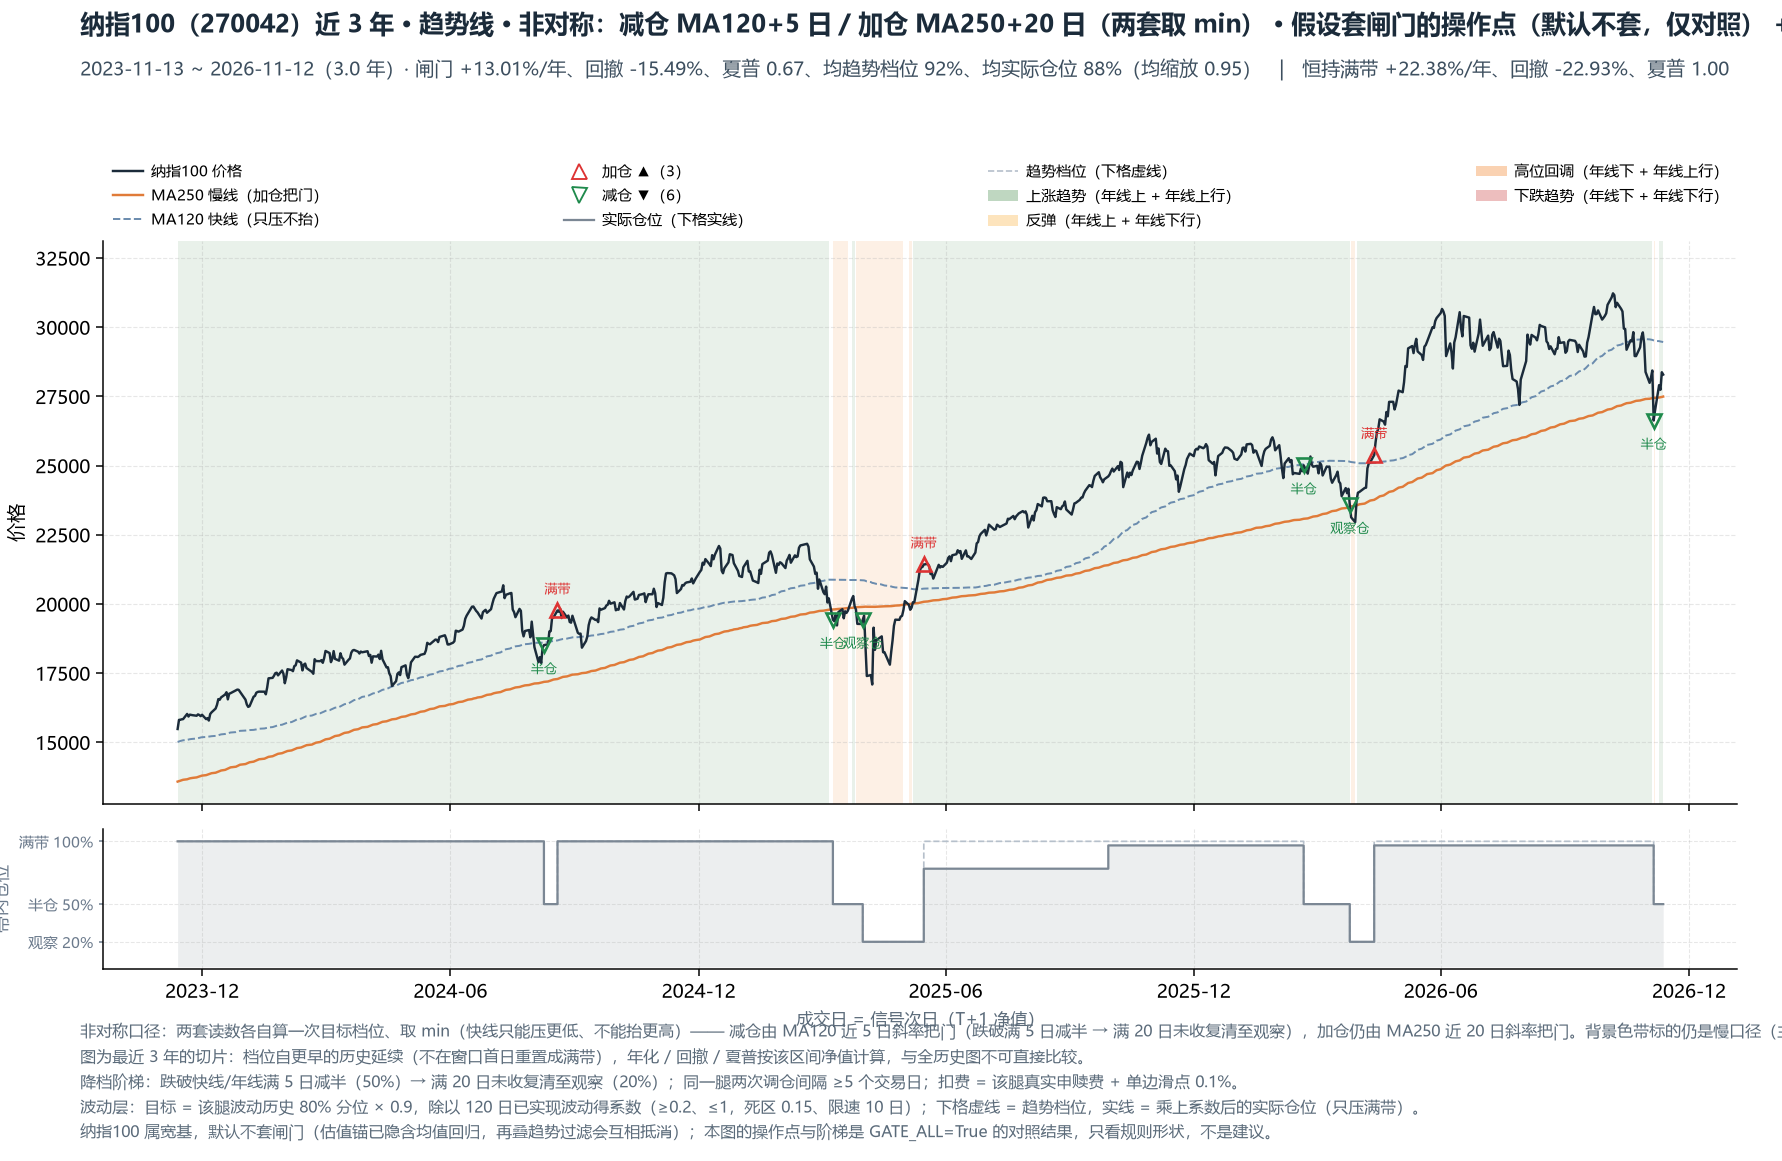 纳指100（270042）近 3 年 • 趋势线 • 非对称：减仓 MA120+5 日 / 加仓 MA250+20 日（两套取 min） • 假设套闸门的操作点（默认不套，仅对照） +
2023-11-13 ~ 2026-11-12（3.0 年）· 闸门 +13.01%/年、回撤 -15.49%、夏普 0.67、均趋势档位 92%、均实际仓位 88%（均缩放 0.95） | 恒持满带 +22.38%/年、回撤 -22.93%、夏普 1.00
纳指100 价格
MA250 慢线（加仓把门）
MA120 快线（只压不抬）
加仓 ▲（3）
减仓 ▼（6）
实际仓位（下格实线）
趋势档位（下格虚线）
上涨趋势（年线上 + 年线上行）
反弹（年线上 + 年线下行）
高位回调（年线下 + 年线上行）
下跌趋势（年线下 + 年线下行）
32500
30000
27500
25000
22500
20000
17500
15000
价格
半仓
满带
半仓
观察仓
满带
半仓
观察仓
满带
半仓
满带 100%
半仓 50%
观察 20%
带内仓位
2023-12
2024-06
2024-12
2025-06
2025-12
2026-06
2026-12
成交日 = 信号次日（T+1 净值）
非对称口径：两套读数各自算一次目标档位、取 min（快线只能压更低、不能抬更高）—— 减仓由 MA120 近 5 日斜率把门（跌破满 5 日减半 → 满 20 日未收复清至观察），加仓仍由 MA250 近 20 日斜率把门。背景色带标的仍是慢口径（
图为最近 3 年的切片：档位自更早的历史延续（不在窗口首日重置成满带），年化 / 回撤 / 夏普按该区间净值计算，与全历史图不可直接比较。
降档阶梯：跌破快线/年线满 5 日减半（50%）→ 满 20 日未收复清至观察（20%）；同一腿两次调仓间隔 ≥5 个交易日；扣费 = 该腿真实申赎费 + 单边滑点 0.1%。
波动层：目标 = 该腿波动历史 80% 分位 × 0.9，除以 120 日已实现波动得系数（≥0.2、≤1，死区 0.15、限速 10 日）；下格虚线 = 趋势档位，实线 = 乘上系数后的实际仓位（只压满带）。
纳指100 属宽基，默认不套闸门（估值锚已隐含均值回归，再叠趋势过滤会互相抵消）；本图的操作点与阶梯是 GATE_ALL=True 的对照结果，只看规则形状，不是建议。